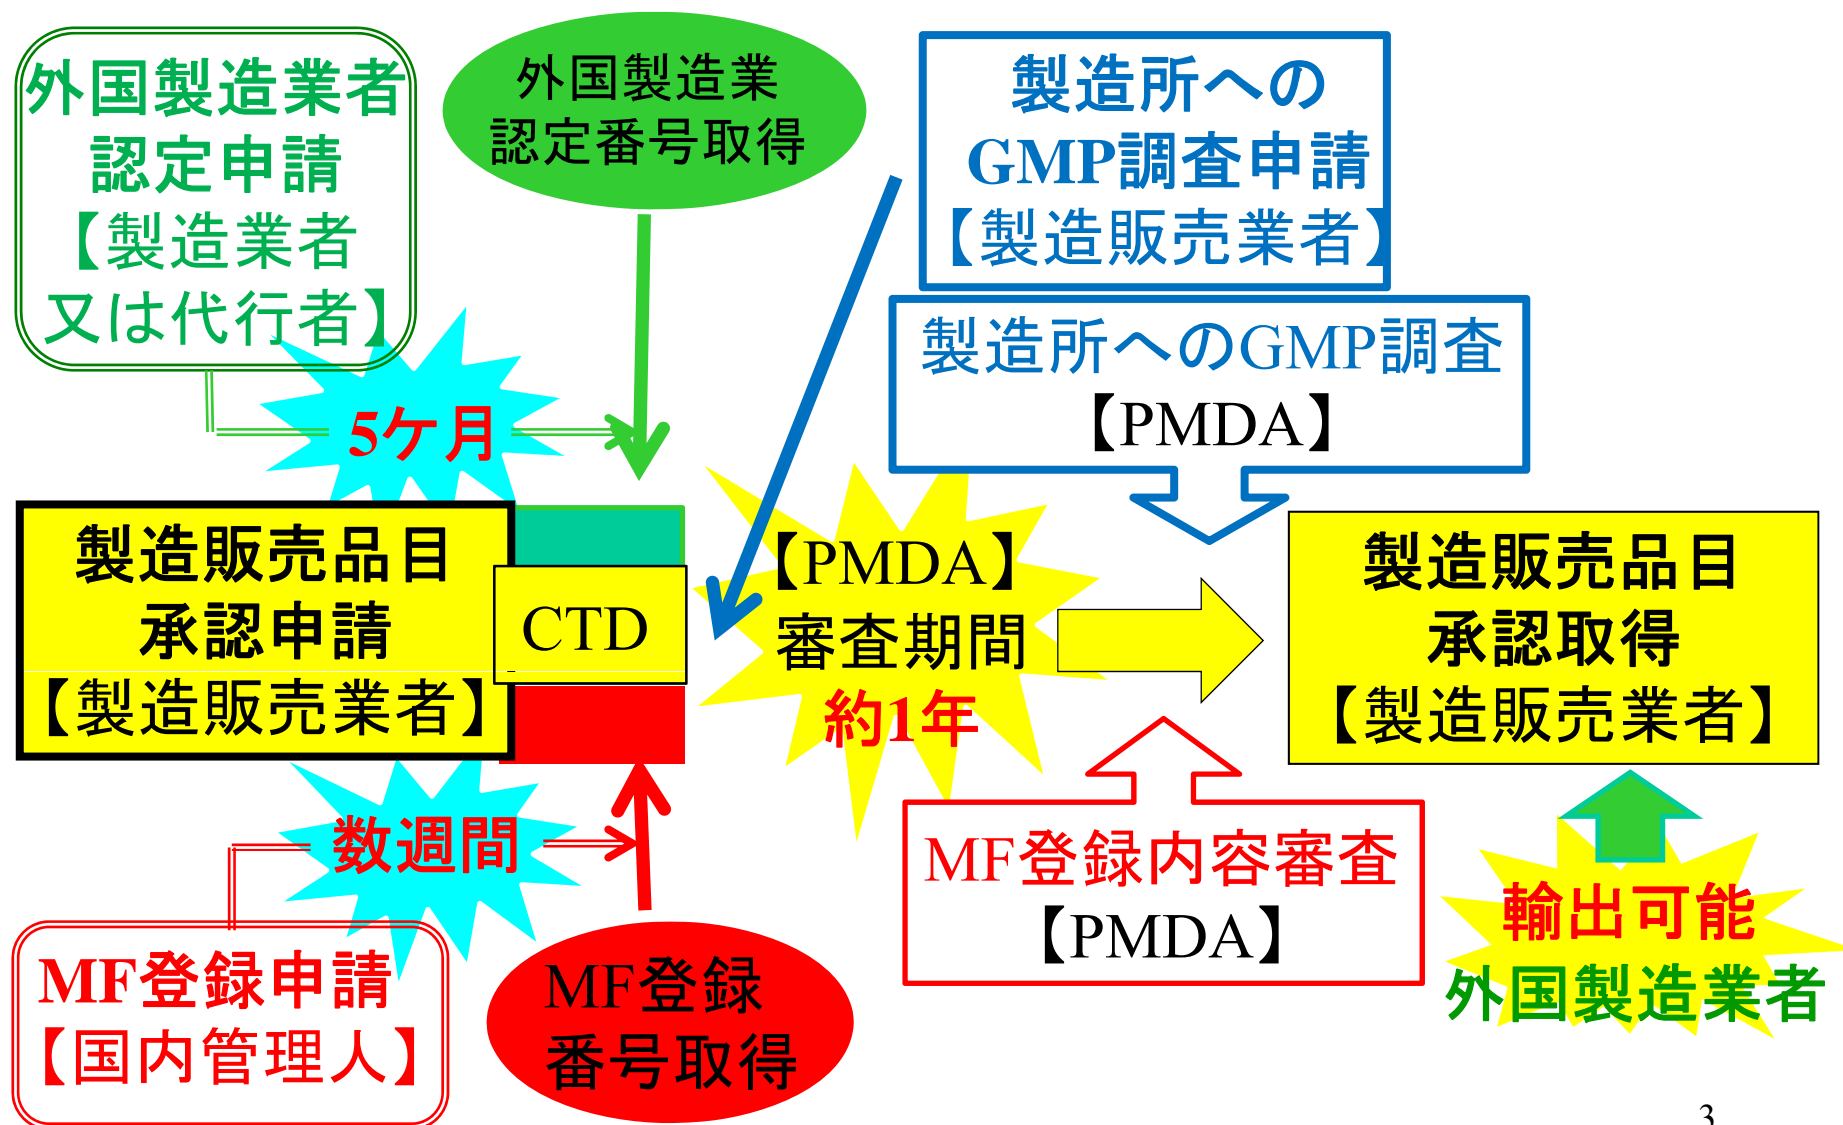 外国製造業者
認定申請
【製造業者
又は代行者】
外国製造業
認定番号取得
製造所への
GMP調査申請
【製造販売業者】
製造所へのGMP調査
【PMDA】
5ケ月
製造販売品目
承認申請
【製造販売業者】
CTD
【PMDA】
審査期間
約1年
製造販売品目
承認取得
【製造販売業者】
数週間
MF登録申請
【国内管理人】
MF登録
番号取得
MF登録内容審査
【PMDA】
輸出可能
外国製造業者
3